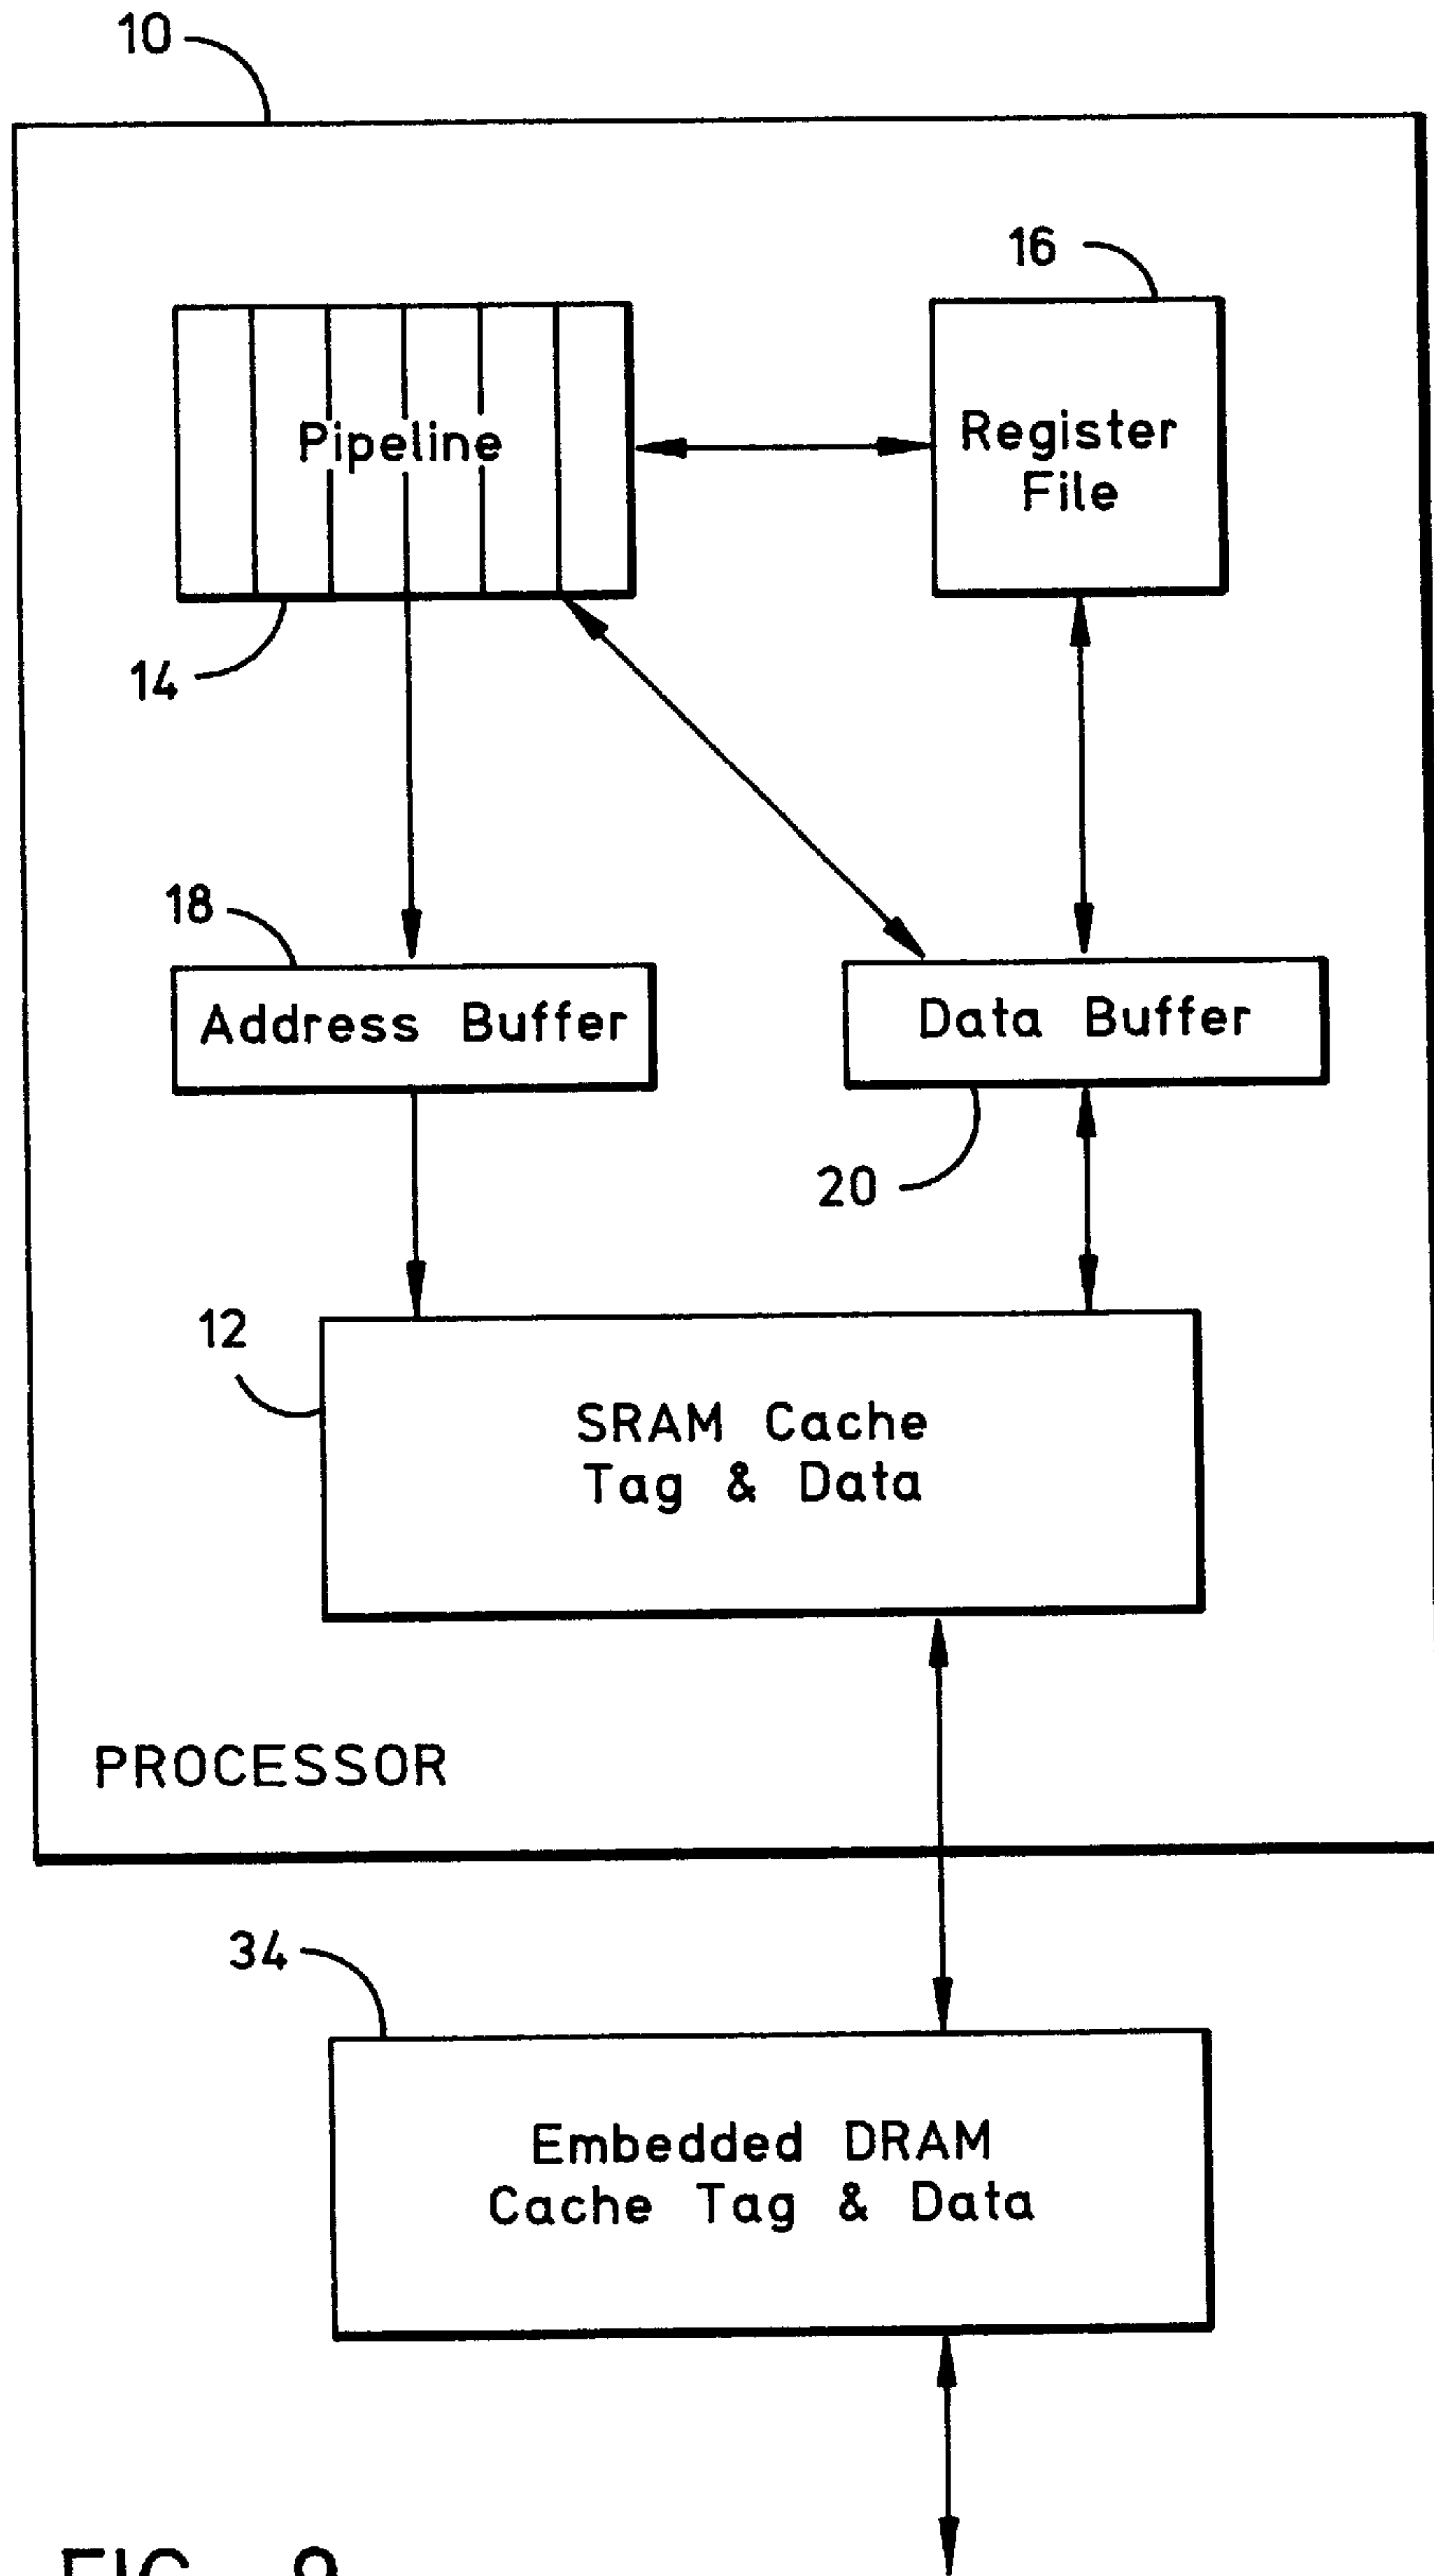 10
16
Pipeline
Register
File
14
18
Address Buffer
Data Buffer
20
12
SRAM Cache
Tag & Data
PROCESSOR
34
Embedded DRAM
Cache Tag & Data
FIG.